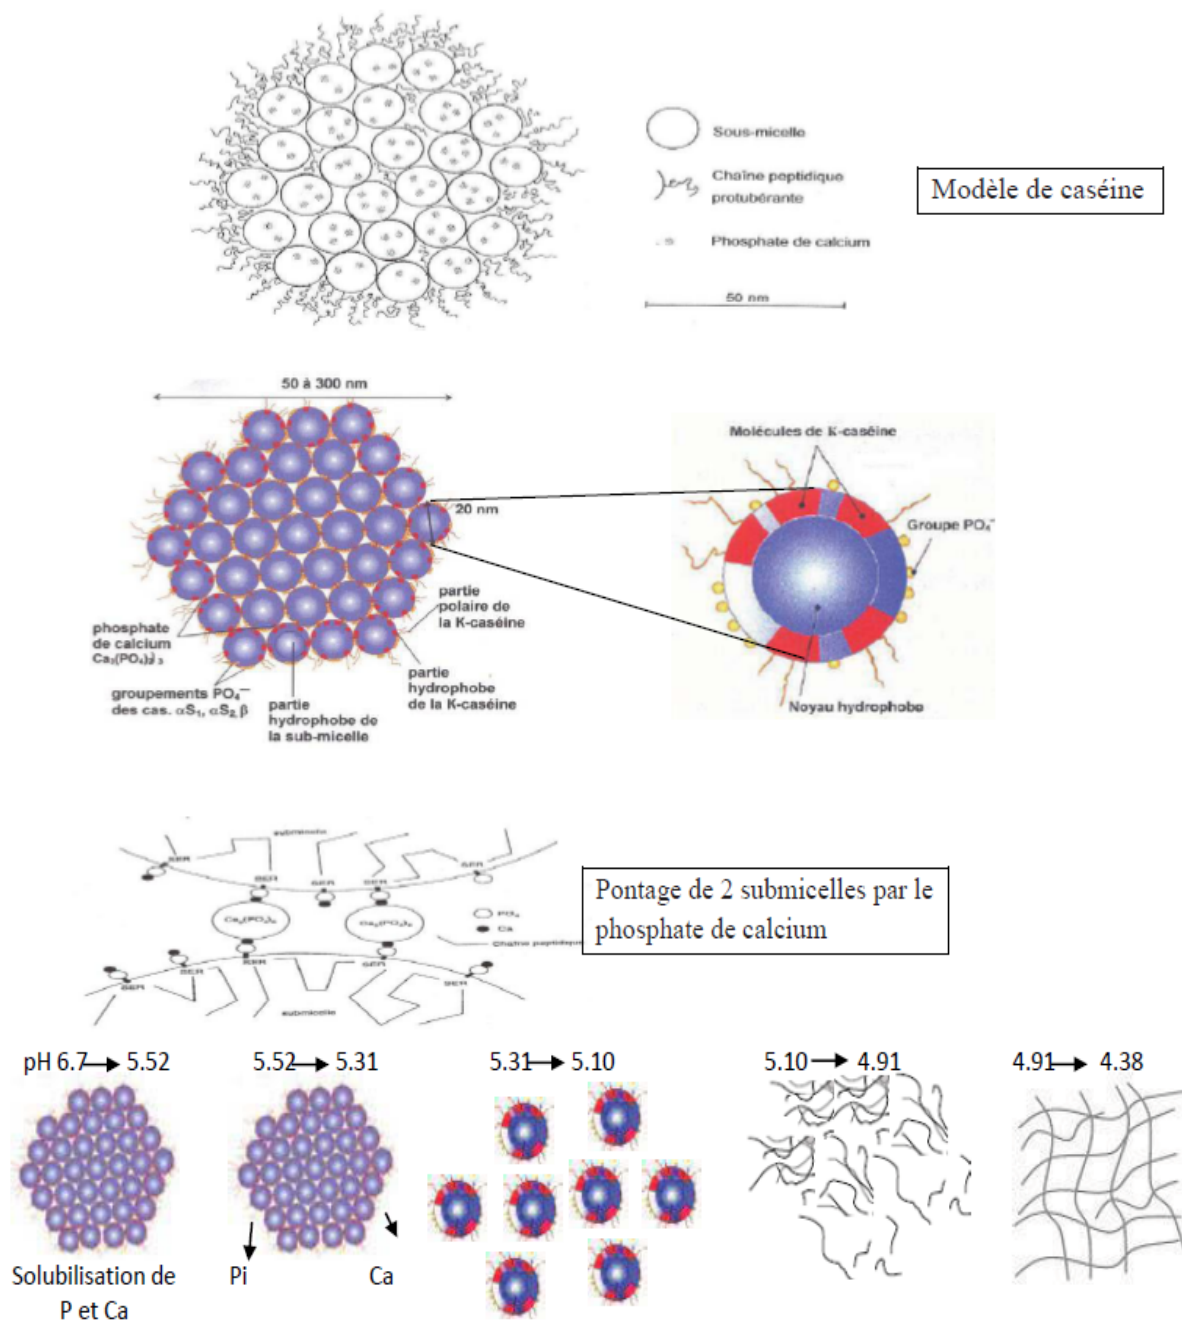 Sous-micelle
Chaîne peptidique
protubérante
Phosphate de calcium
50 nm
Modèle de caséine
50 à 300 nm
20 nm
phosphate
de calcium
Ca₃(PO₄)₂)₃
groupements PO₄⁻
des cas. αS₁, αS₂, β
partie
hydrophobe de
la sub-micelle
partie
polaire de
la K-caséine
partie
hydrophobe
de la K-caséine
Molécules de K-caséine
Groupe PO₄⁻
Noyau hydrophobe
submicelle
SER
SER
SER
SER
SER
PO₄
Ca
Chaîne peptidique
SER
SER
SER
SER
SER
submicelle
Pontage de 2 submicelles par le
phosphate de calcium
pH 6.7 → 5.52
5.52 → 5.31
5.31 → 5.10
5.10 → 4.91
4.91 → 4.38
Solubilisation de
P et Ca
Pi
Ca